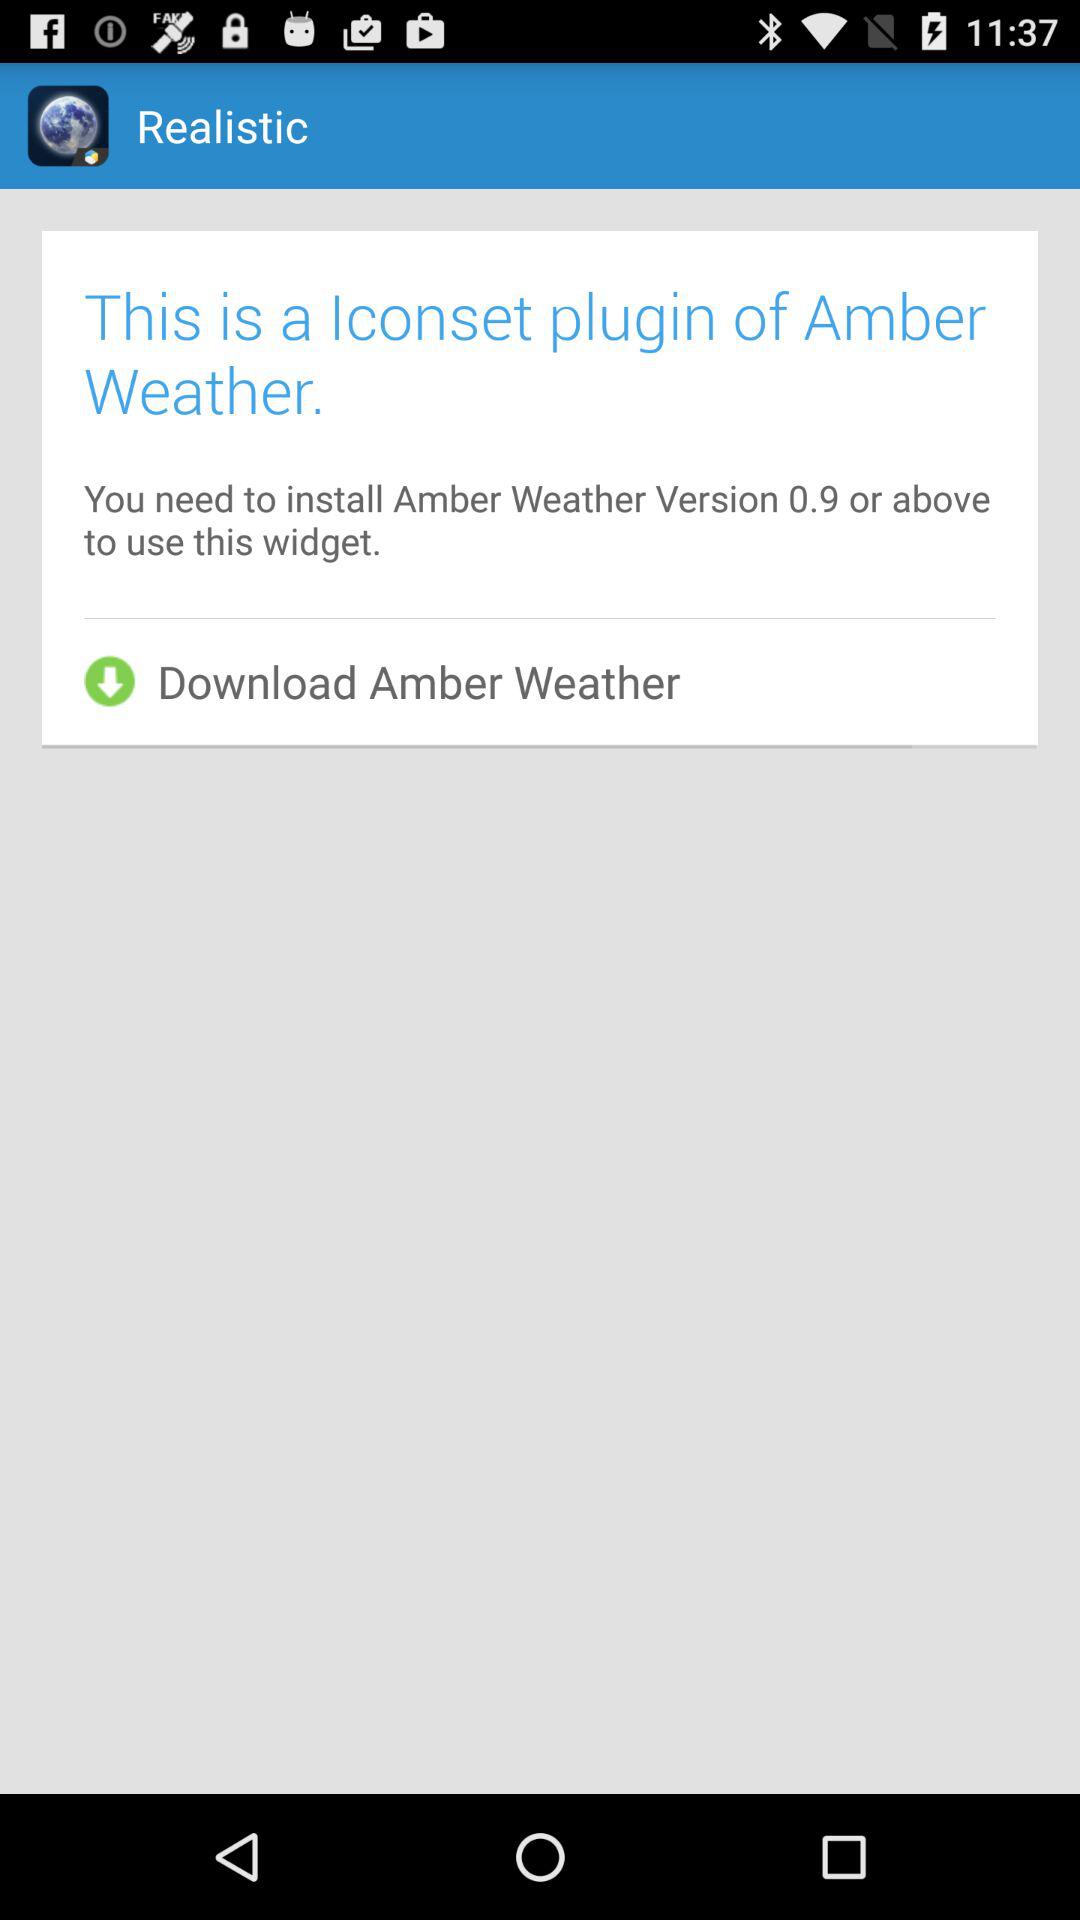 FAKE
11:37
Realistic
This is a Iconset plugin of Amber
Weather.
You need to install Amber Weather Version 0.9 or above
to use this widget.
Download Amber Weather